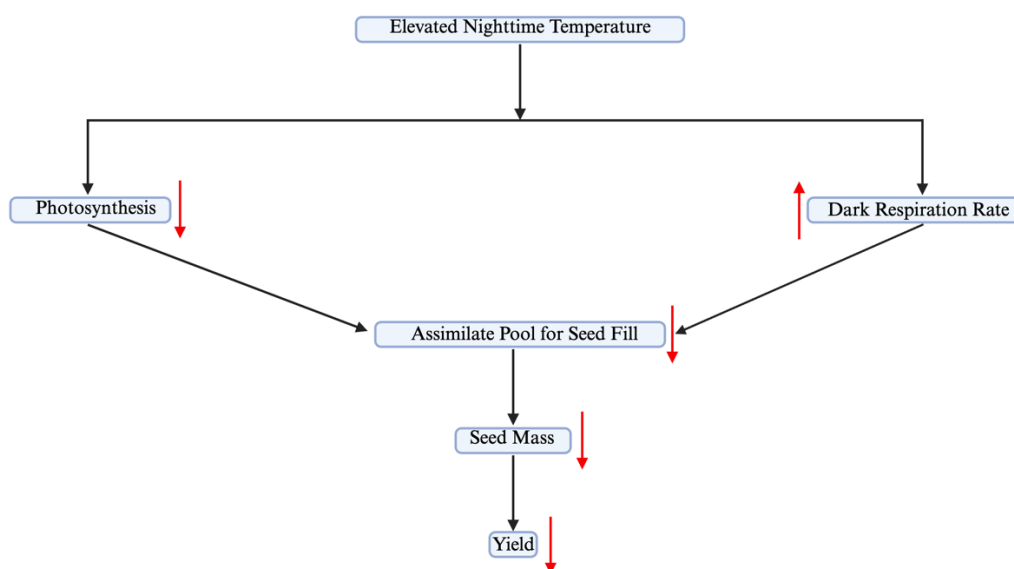 Elevated Nighttime Temperature
Photosynthesis
Dark Respiration Rate
Assimilate Pool for Seed Fill
Seed Mass
Yield